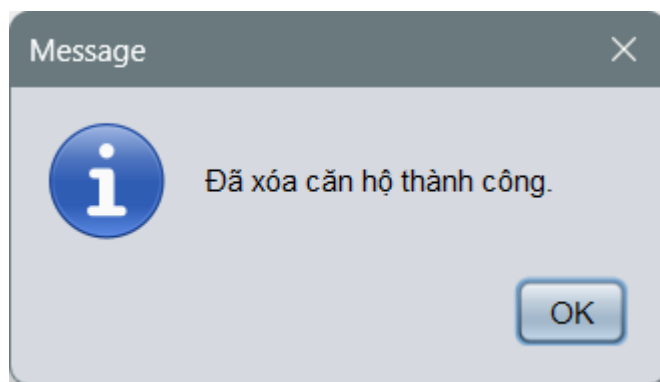 Message
Đã xóa căn hộ thành công.
OK